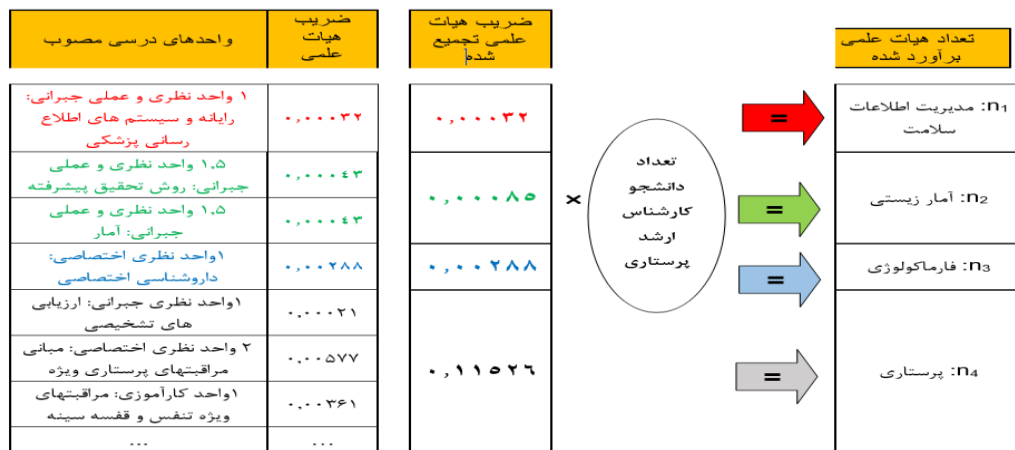 واحدهای درسی مصوب
ضریب
هیات
علمی
ضریب هیات
علمی تجمیع
شده
تعداد هیات علمی
برآورد شده
۱ واحد نظری و عملی جبرانی:
رایانه و سیستم های اطلاع
رسانی پزشکی
۰,۰۰۰۳۲
۱.۵ واحد نظری و عملی
جبرانی: روش تحقیق پیشرفته
۰,۰۰۰٤۳
۱.۵ واحد نظری و عملی
جبرانی: آمار
۰,۰۰۰٤۳
۱واحد نظری اختصاصی:
داروشناسی اختصاصی
۰,۰۰۲۸۸
۱واحد نظری جبرانی: ارزیابی
های تشخیصی
۰,۰۰۰۲۱
۲ واحد نظری اختصاصی: مبانی
مراقبتهای پرستاری ویژه
۰,۰۰۵۷۷
۱واحد کارآموزی: مراقبتهای
ویژه تنفس و قفسه سینه
۰,۰۰۳۶۱
...
...
۰,۰۰۰۳۲
۰,۰۰۰۸۵
۰,۰۰۲۸۸
۰,۱۱۵۲۶
×
تعداد
دانشجو
کارشناس
ارشد
پرستاری
=
=
=
=
n₁: مدیریت اطلاعات
سلامت
n₂: آمار زیستی
n₃: فارماکولوژی
n₄: پرستاری